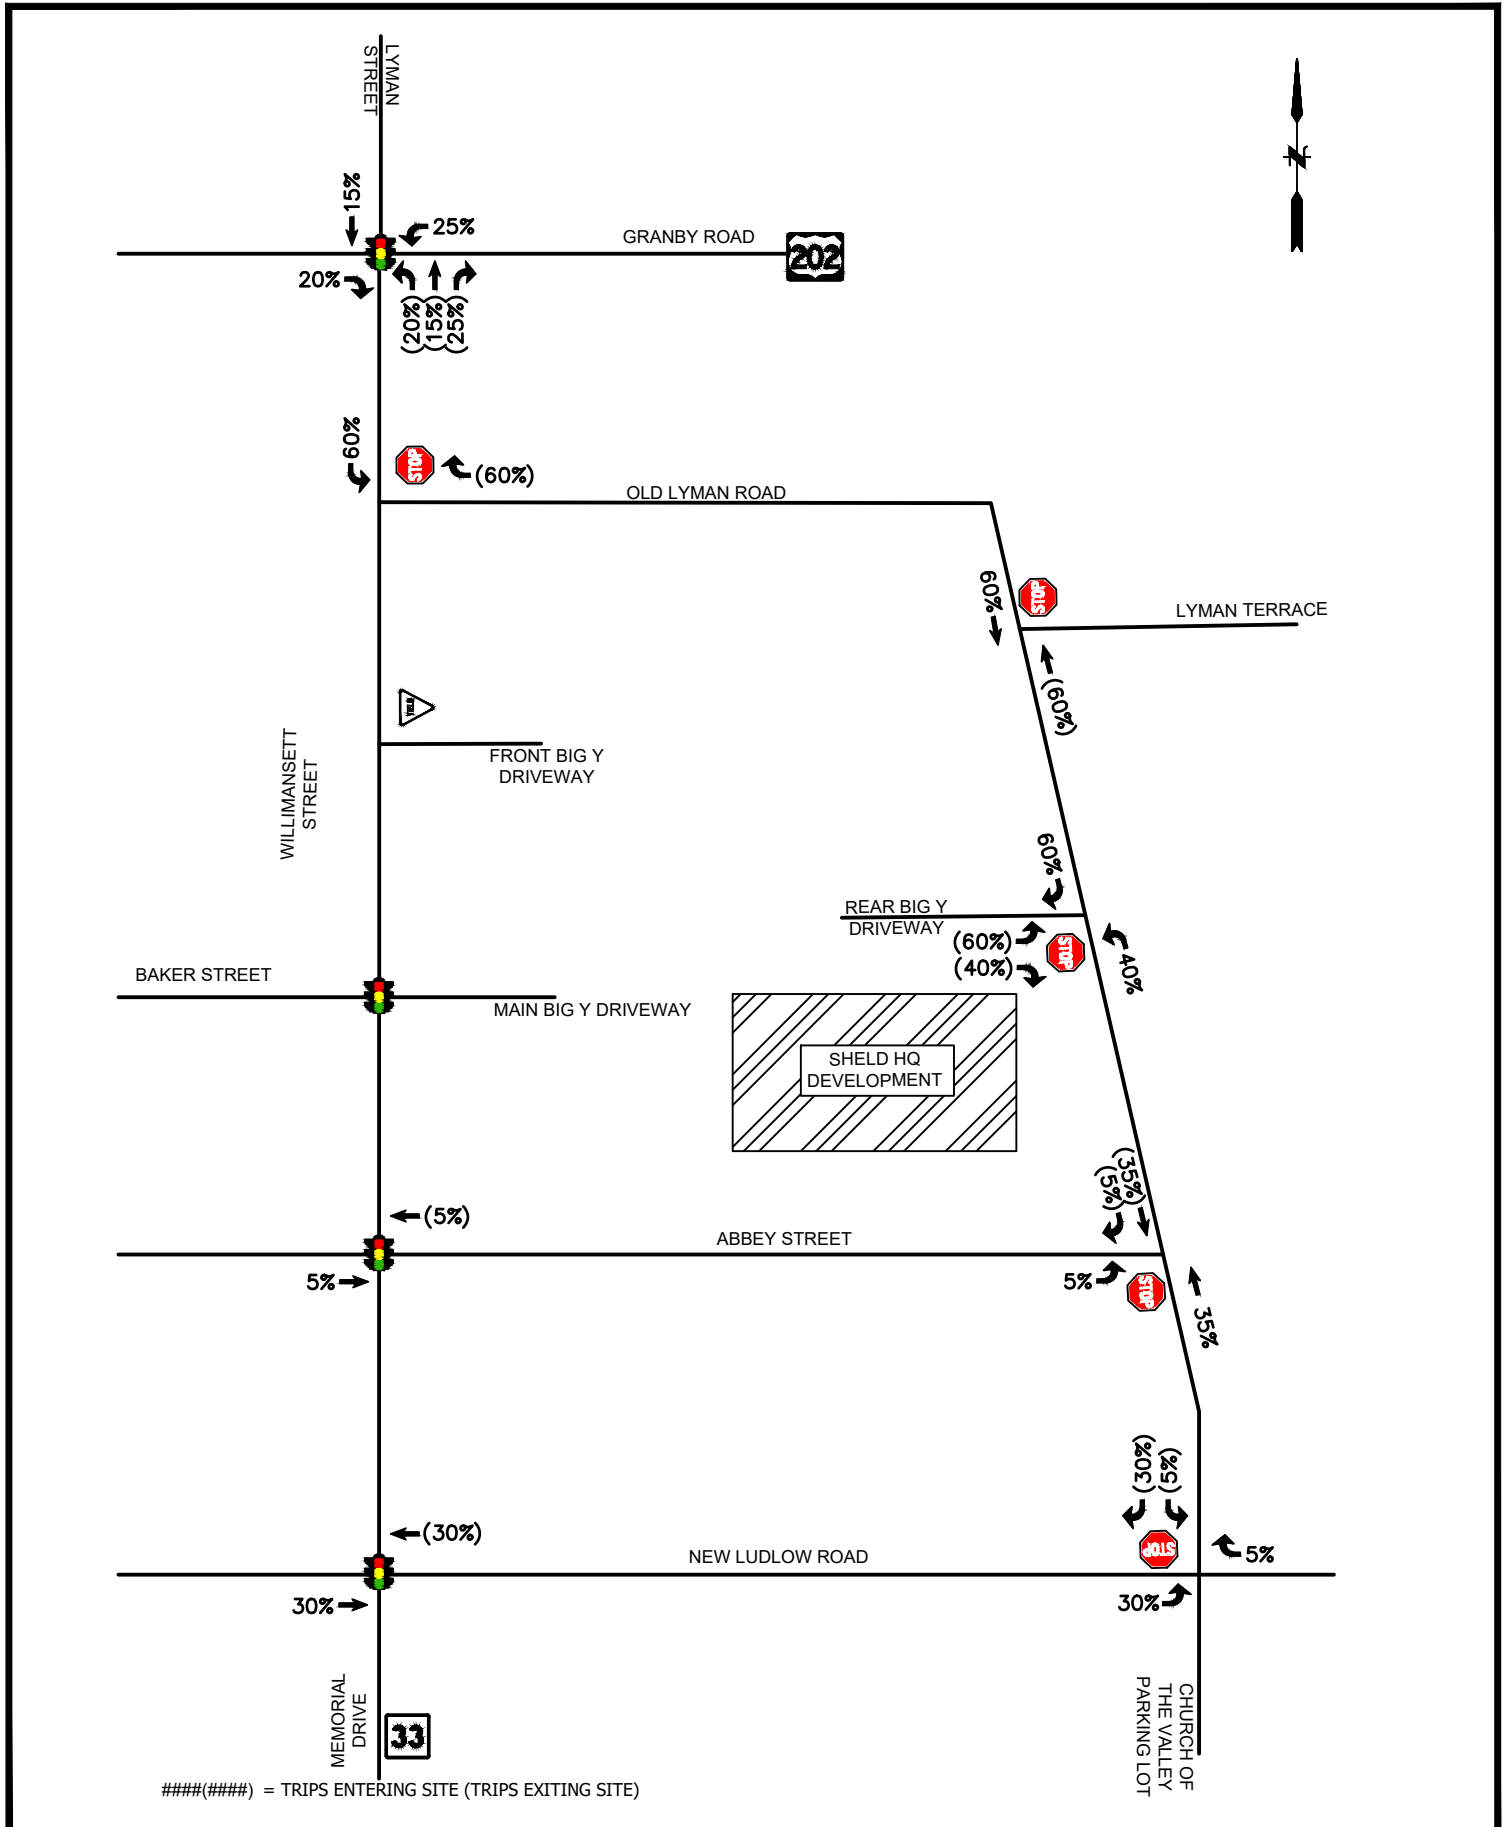 LYMAN
STREET
15%
25%
GRANBY ROAD
202
20%
(20%)
(15%)
(25%)
60%
STOP
(60%)
OLD LYMAN ROAD
60%
STOP
LYMAN TERRACE
(60%)
YIELD
FRONT BIG Y
DRIVEWAY
WILLIMANSETT
STREET
60%
REAR BIG Y
DRIVEWAY
(60%)
(40%)
STOP
40%
BAKER STREET
MAIN BIG Y DRIVEWAY
SHELD HQ
DEVELOPMENT
(35%)
(5%)
(5%)
ABBEY STREET
5%
5%
STOP
35%
(30%)
(5%)
(30%)
NEW LUDLOW ROAD
STOP
5%
30%
30%
MEMORIAL
DRIVE
33
CHURCH OF
THE VALLEY
PARKING LOT
####(####) = TRIPS ENTERING SITE (TRIPS EXITING SITE)
N